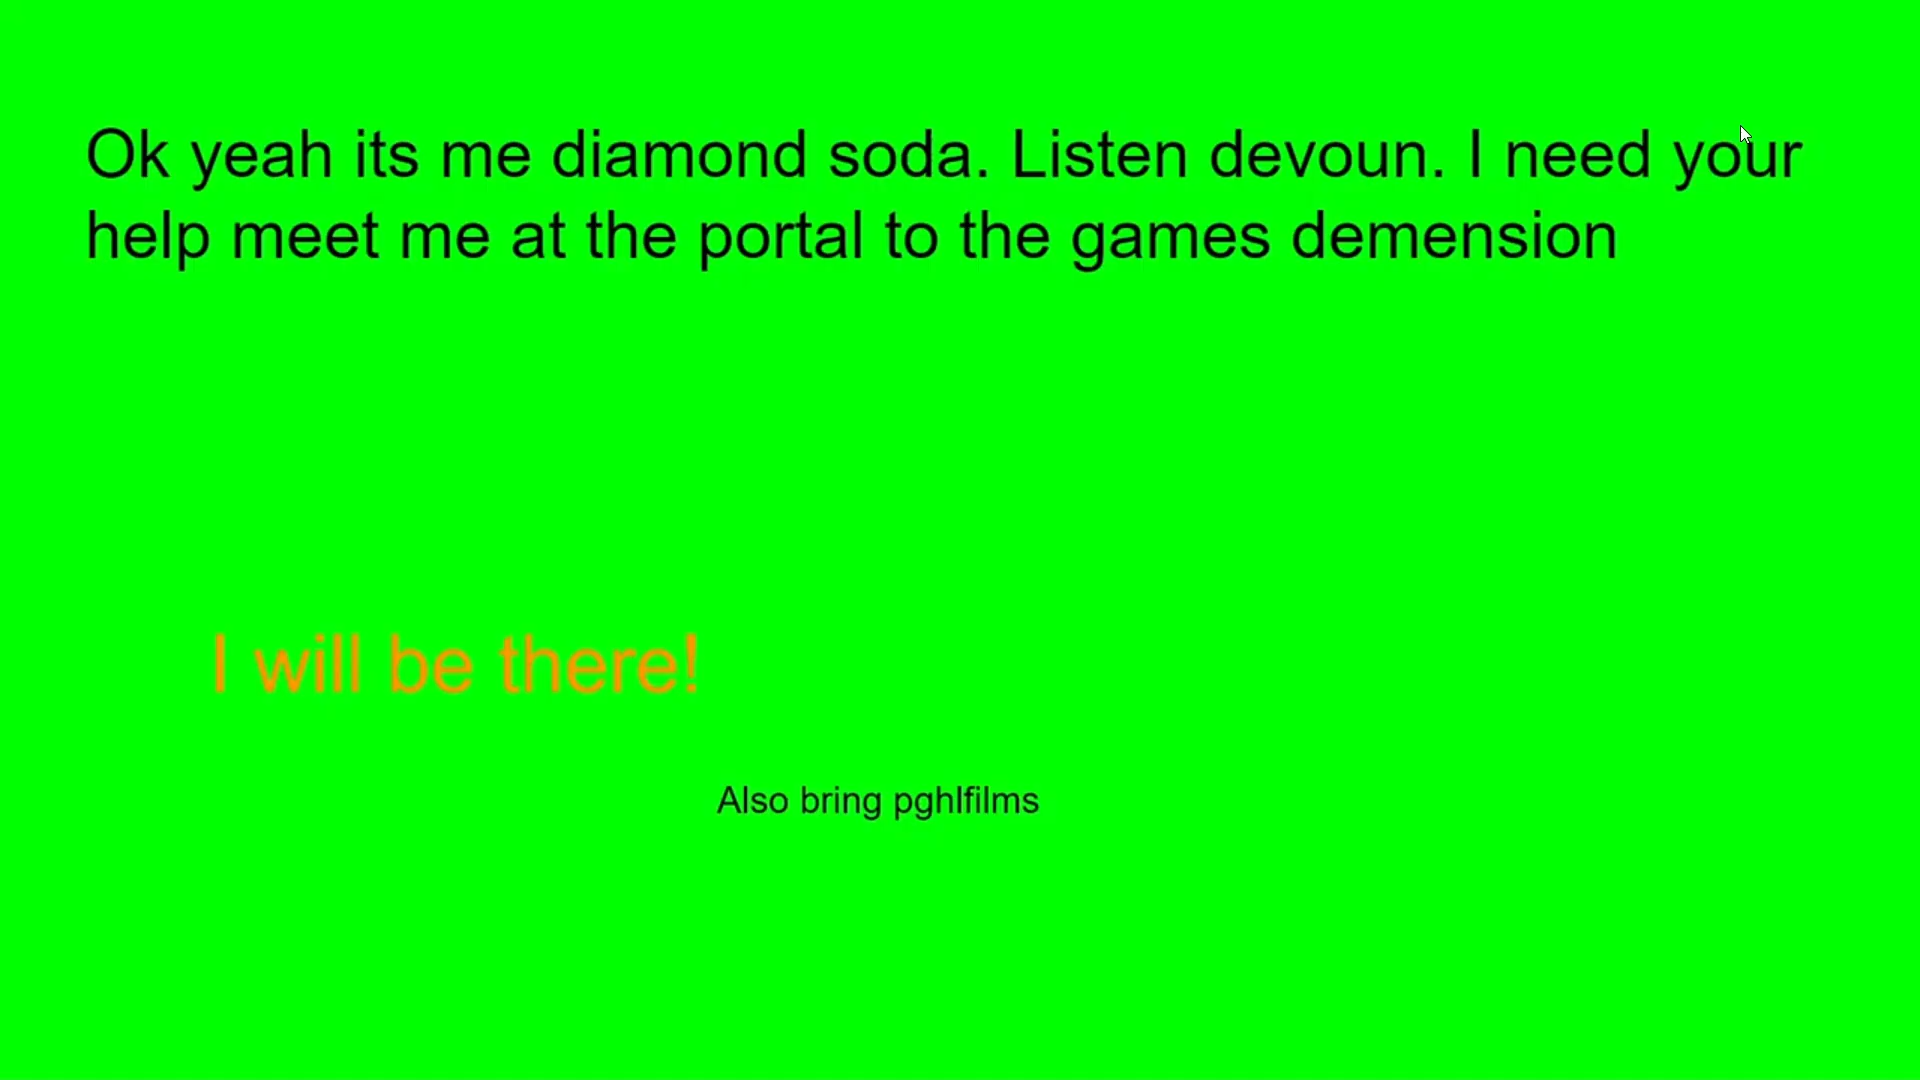 Ok yeah its me diamond soda. Listen devoun. I need your
help meet me at the portal to the games demension
I will be there!
Also bring pghlfilms